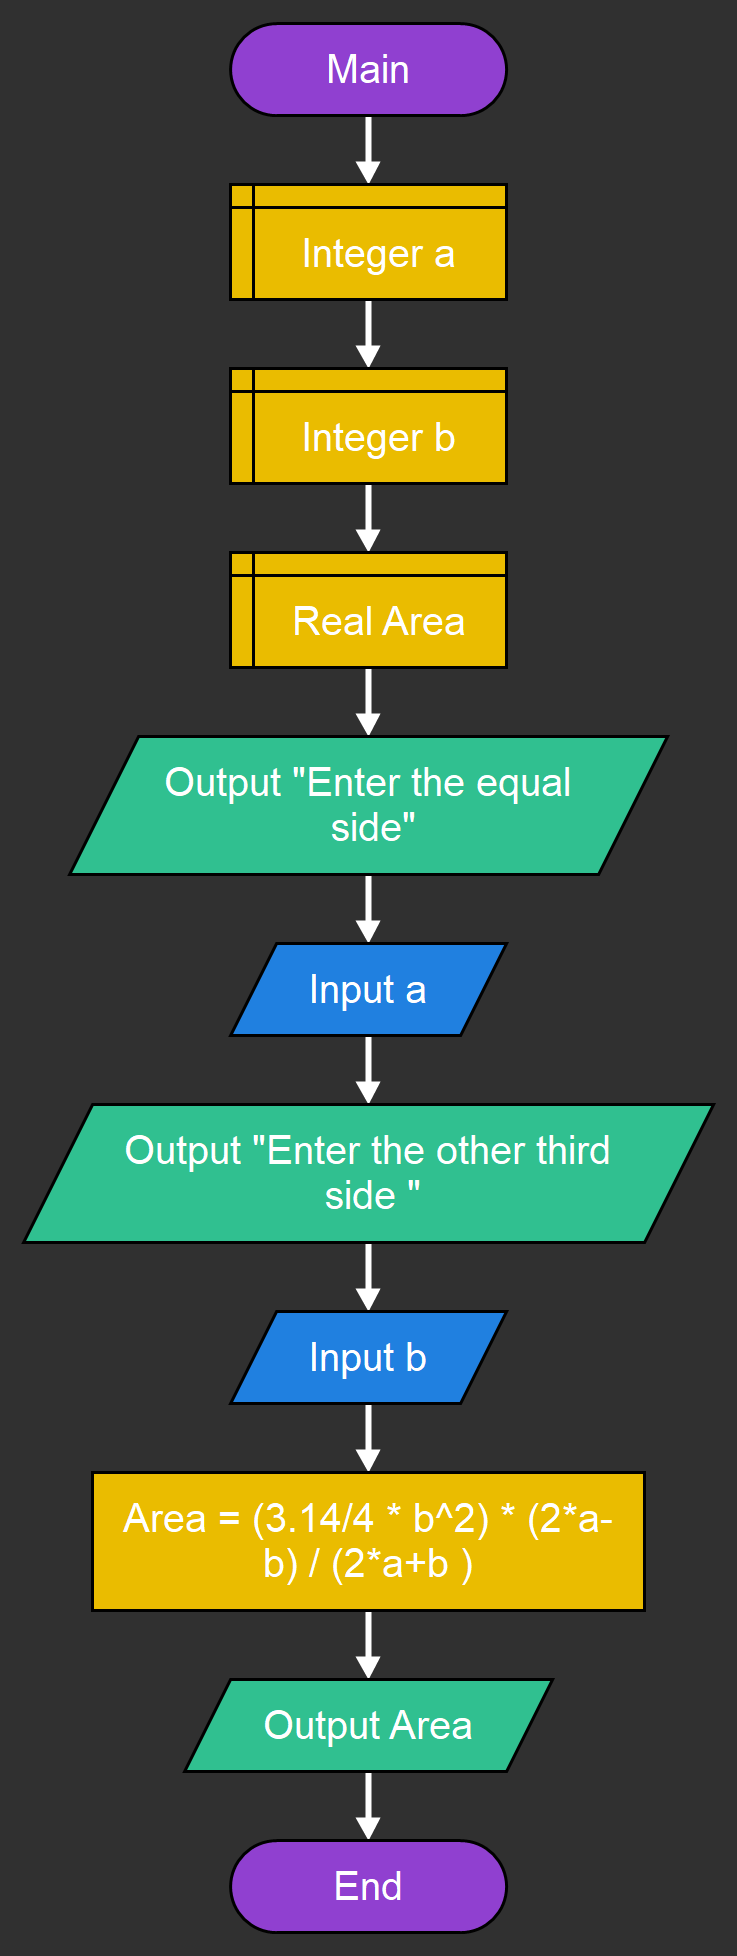 Main
Integer a
Integer b
Real Area
Output "Enter the equal
side"
Input a
Output "Enter the other third
side "
Input b
Area = (3.14/4 * b^2) * (2*a-
b) / (2*a+b )
Output Area
End